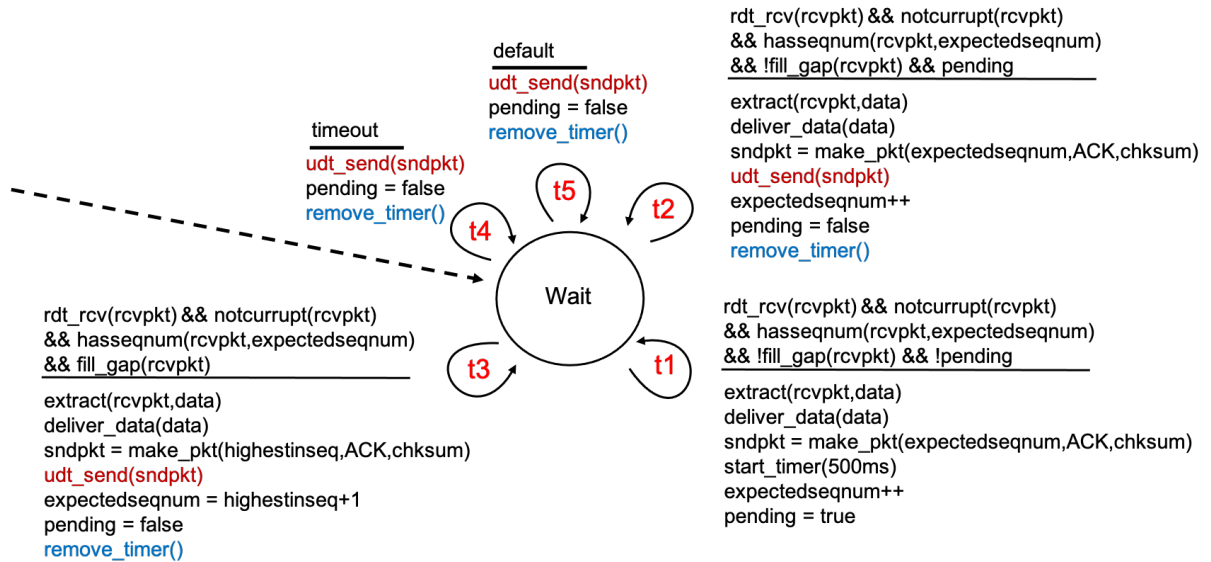 default
udt_send(sndpkt)
pending = false
remove_timer()
timeout
udt_send(sndpkt)
pending = false
remove_timer()
rdt_rcv(rcvpkt) && notcurrupt(rcvpkt)
&& hasseqnum(rcvpkt,expectedseqnum)
&& !fill_gap(rcvpkt) && pending
extract(rcvpkt,data)
deliver_data(data)
sndpkt = make_pkt(expectedseqnum,ACK,chksum)
udt_send(sndpkt)
expectedseqnum++
pending = false
remove_timer()
t5
t2
t4
Wait
t3
t1
rdt_rcv(rcvpkt) && notcurrupt(rcvpkt)
&& hasseqnum(rcvpkt,expectedseqnum)
&& fill_gap(rcvpkt)
extract(rcvpkt,data)
deliver_data(data)
sndpkt = make_pkt(highestinseq,ACK,chksum)
udt_send(sndpkt)
expectedseqnum = highestinseq+1
pending = false
remove_timer()
rdt_rcv(rcvpkt) && notcurrupt(rcvpkt)
&& hasseqnum(rcvpkt,expectedseqnum)
&& !fill_gap(rcvpkt) && !pending
extract(rcvpkt,data)
deliver_data(data)
sndpkt = make_pkt(expectedseqnum,ACK,chksum)
start_timer(500ms)
expectedseqnum++
pending = true